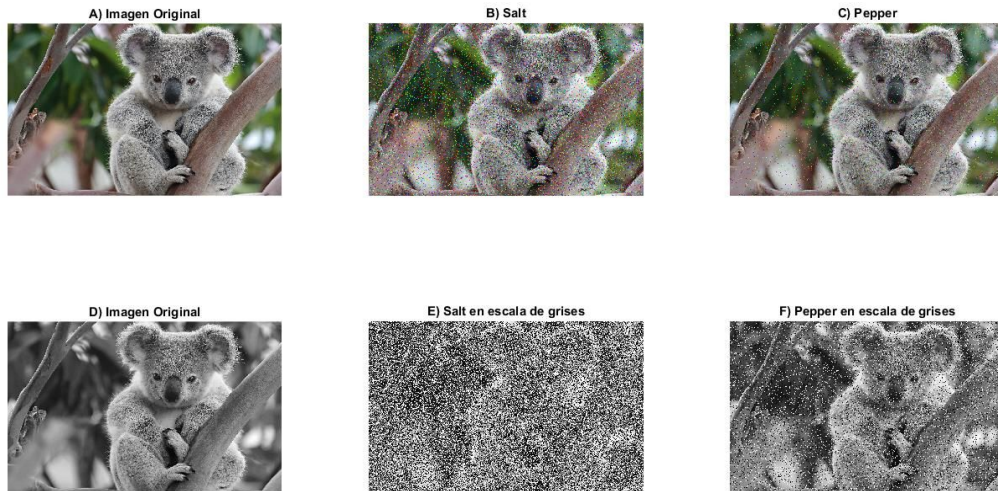 A) Imagen Original
B) Salt
C) Pepper
D) Imagen Original
E) Salt en escala de grises
F) Pepper en escala de grises